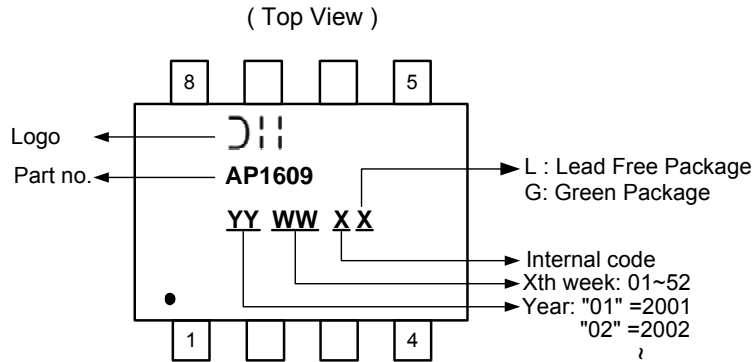 ( Top View )
8 5
Logo
Part no.
AP1609
YY WW X X
L : Lead Free Package
G: Green Package
Internal code
Xth week: 01~52
Year: "01" =2001
"02" =2002
~
1 4